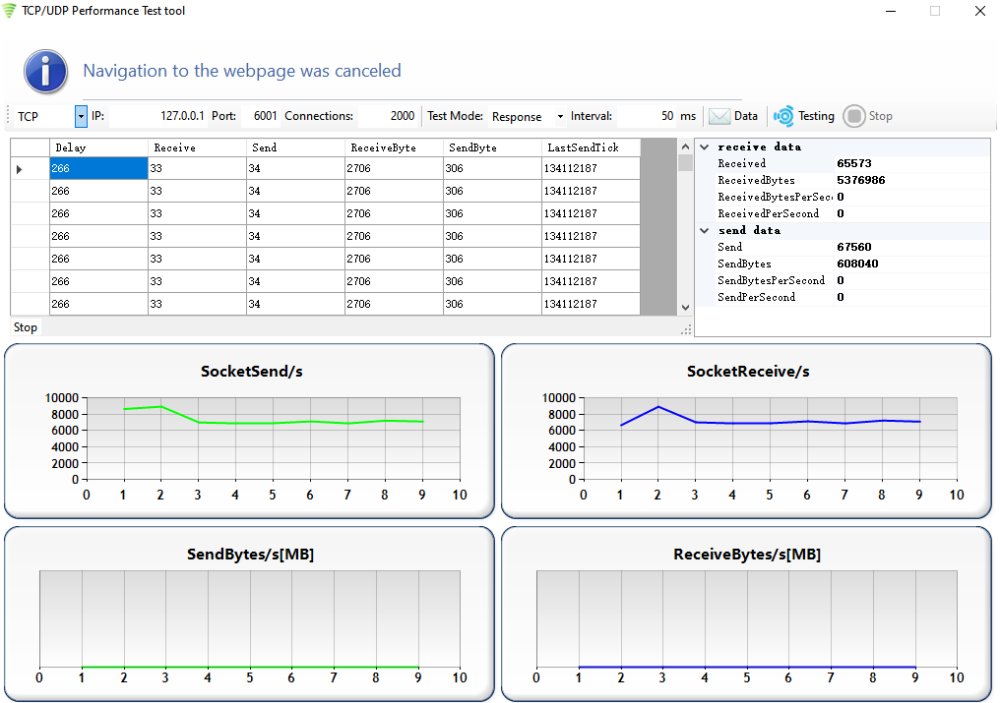 TCP/UDP Performance Test tool
Navigation to the webpage was canceled
TCP IP: 127.0.0.1 Port: 6001 Connections: 2000 Test Mode: Response Interval: 50 ms Data Testing Stop
Delay Receive Send ReceiveByte SendByte LastSendTick
266 33 34 2706 306 134112187
266 33 34 2706 306 134112187
266 33 34 2706 306 134112187
266 33 34 2706 306 134112187
266 33 34 2706 306 134112187
266 33 34 2706 306 134112187
266 33 34 2706 306 134112187
Stop
receive data
Received 65573
ReceivedBytes 5376986
ReceivedBytesPerSec 0
ReceivedPerSecond 0
send data
Send 67560
SendBytes 608040
SendBytesPerSecond 0
SendPerSecond 0
SocketSend/s
10000
8000
6000
4000
2000
0
0 1 2 3 4 5 6 7 8 9 10
SocketReceive/s
10000
8000
6000
4000
2000
0
0 1 2 3 4 5 6 7 8 9 10
SendBytes/s[MB]
0 1 2 3 4 5 6 7 8 9 10
ReceiveBytes/s[MB]
0 1 2 3 4 5 6 7 8 9 10